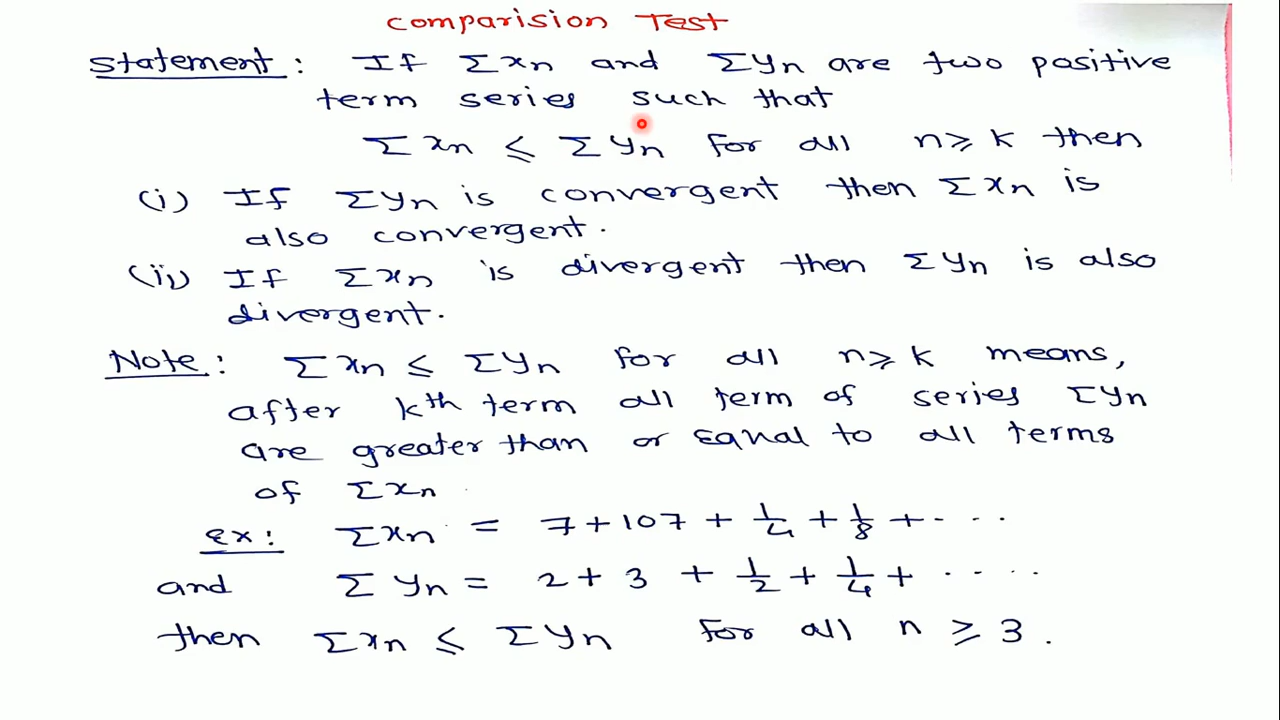 comparision Test
Statement: If Σxn and Σyn are two positive
term series such that
Σxn ≤ Σyn for all n ≥ k then
(i) If Σyn is convergent then Σxn is
also convergent.
(ii) If Σxn is divergent then Σyn is also
divergent.
Note: Σxn ≤ Σyn for all n ≥ k means,
after kth term all term of series Σyn
are greater than or equal to all terms
of Σxn
Ex: Σxn = 7 + 107 + 1/4 + 1/8 + ....
and Σyn = 2 + 3 + 1/2 + 1/4 + ....
then Σxn ≤ Σyn for all n ≥ 3.